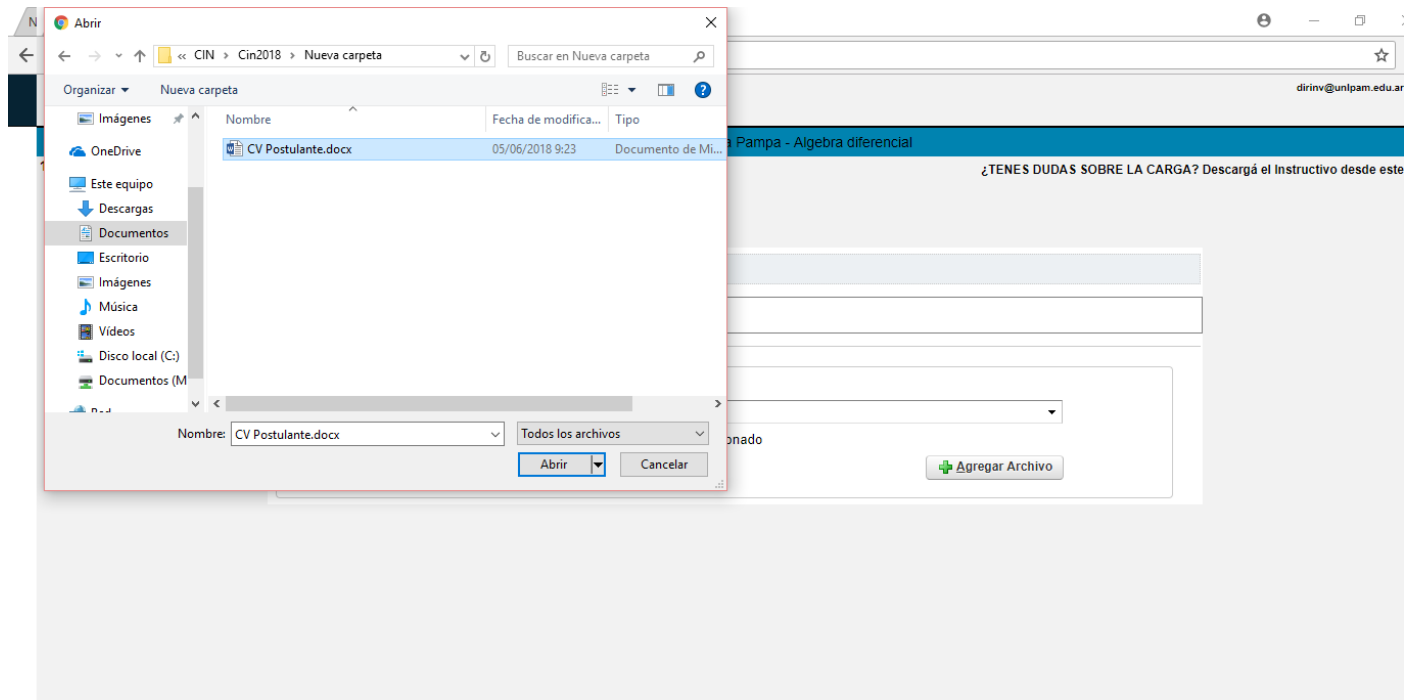 N
Abrir
« CIN > Cin2018 > Nueva carpeta
Buscar en Nueva carpeta
Organizar
Nueva carpeta
dirinv@unlpam.edu.ar
Imágenes
OneDrive
Este equipo
Descargas
Documentos
Escritorio
Imágenes
Música
Vídeos
Disco local (C:)
Documentos (M
Red
Nombre
Fecha de modifica...
Tipo
CV Postulante.docx
05/06/2018 9:23
Documento de Mi...
a Pampa - Algebra diferencial
¿TENES DUDAS SOBRE LA CARGA? Descargá el Instructivo desde este
Nombre:
CV Postulante.docx
Todos los archivos
Abrir
Cancelar
onado
Agregar Archivo